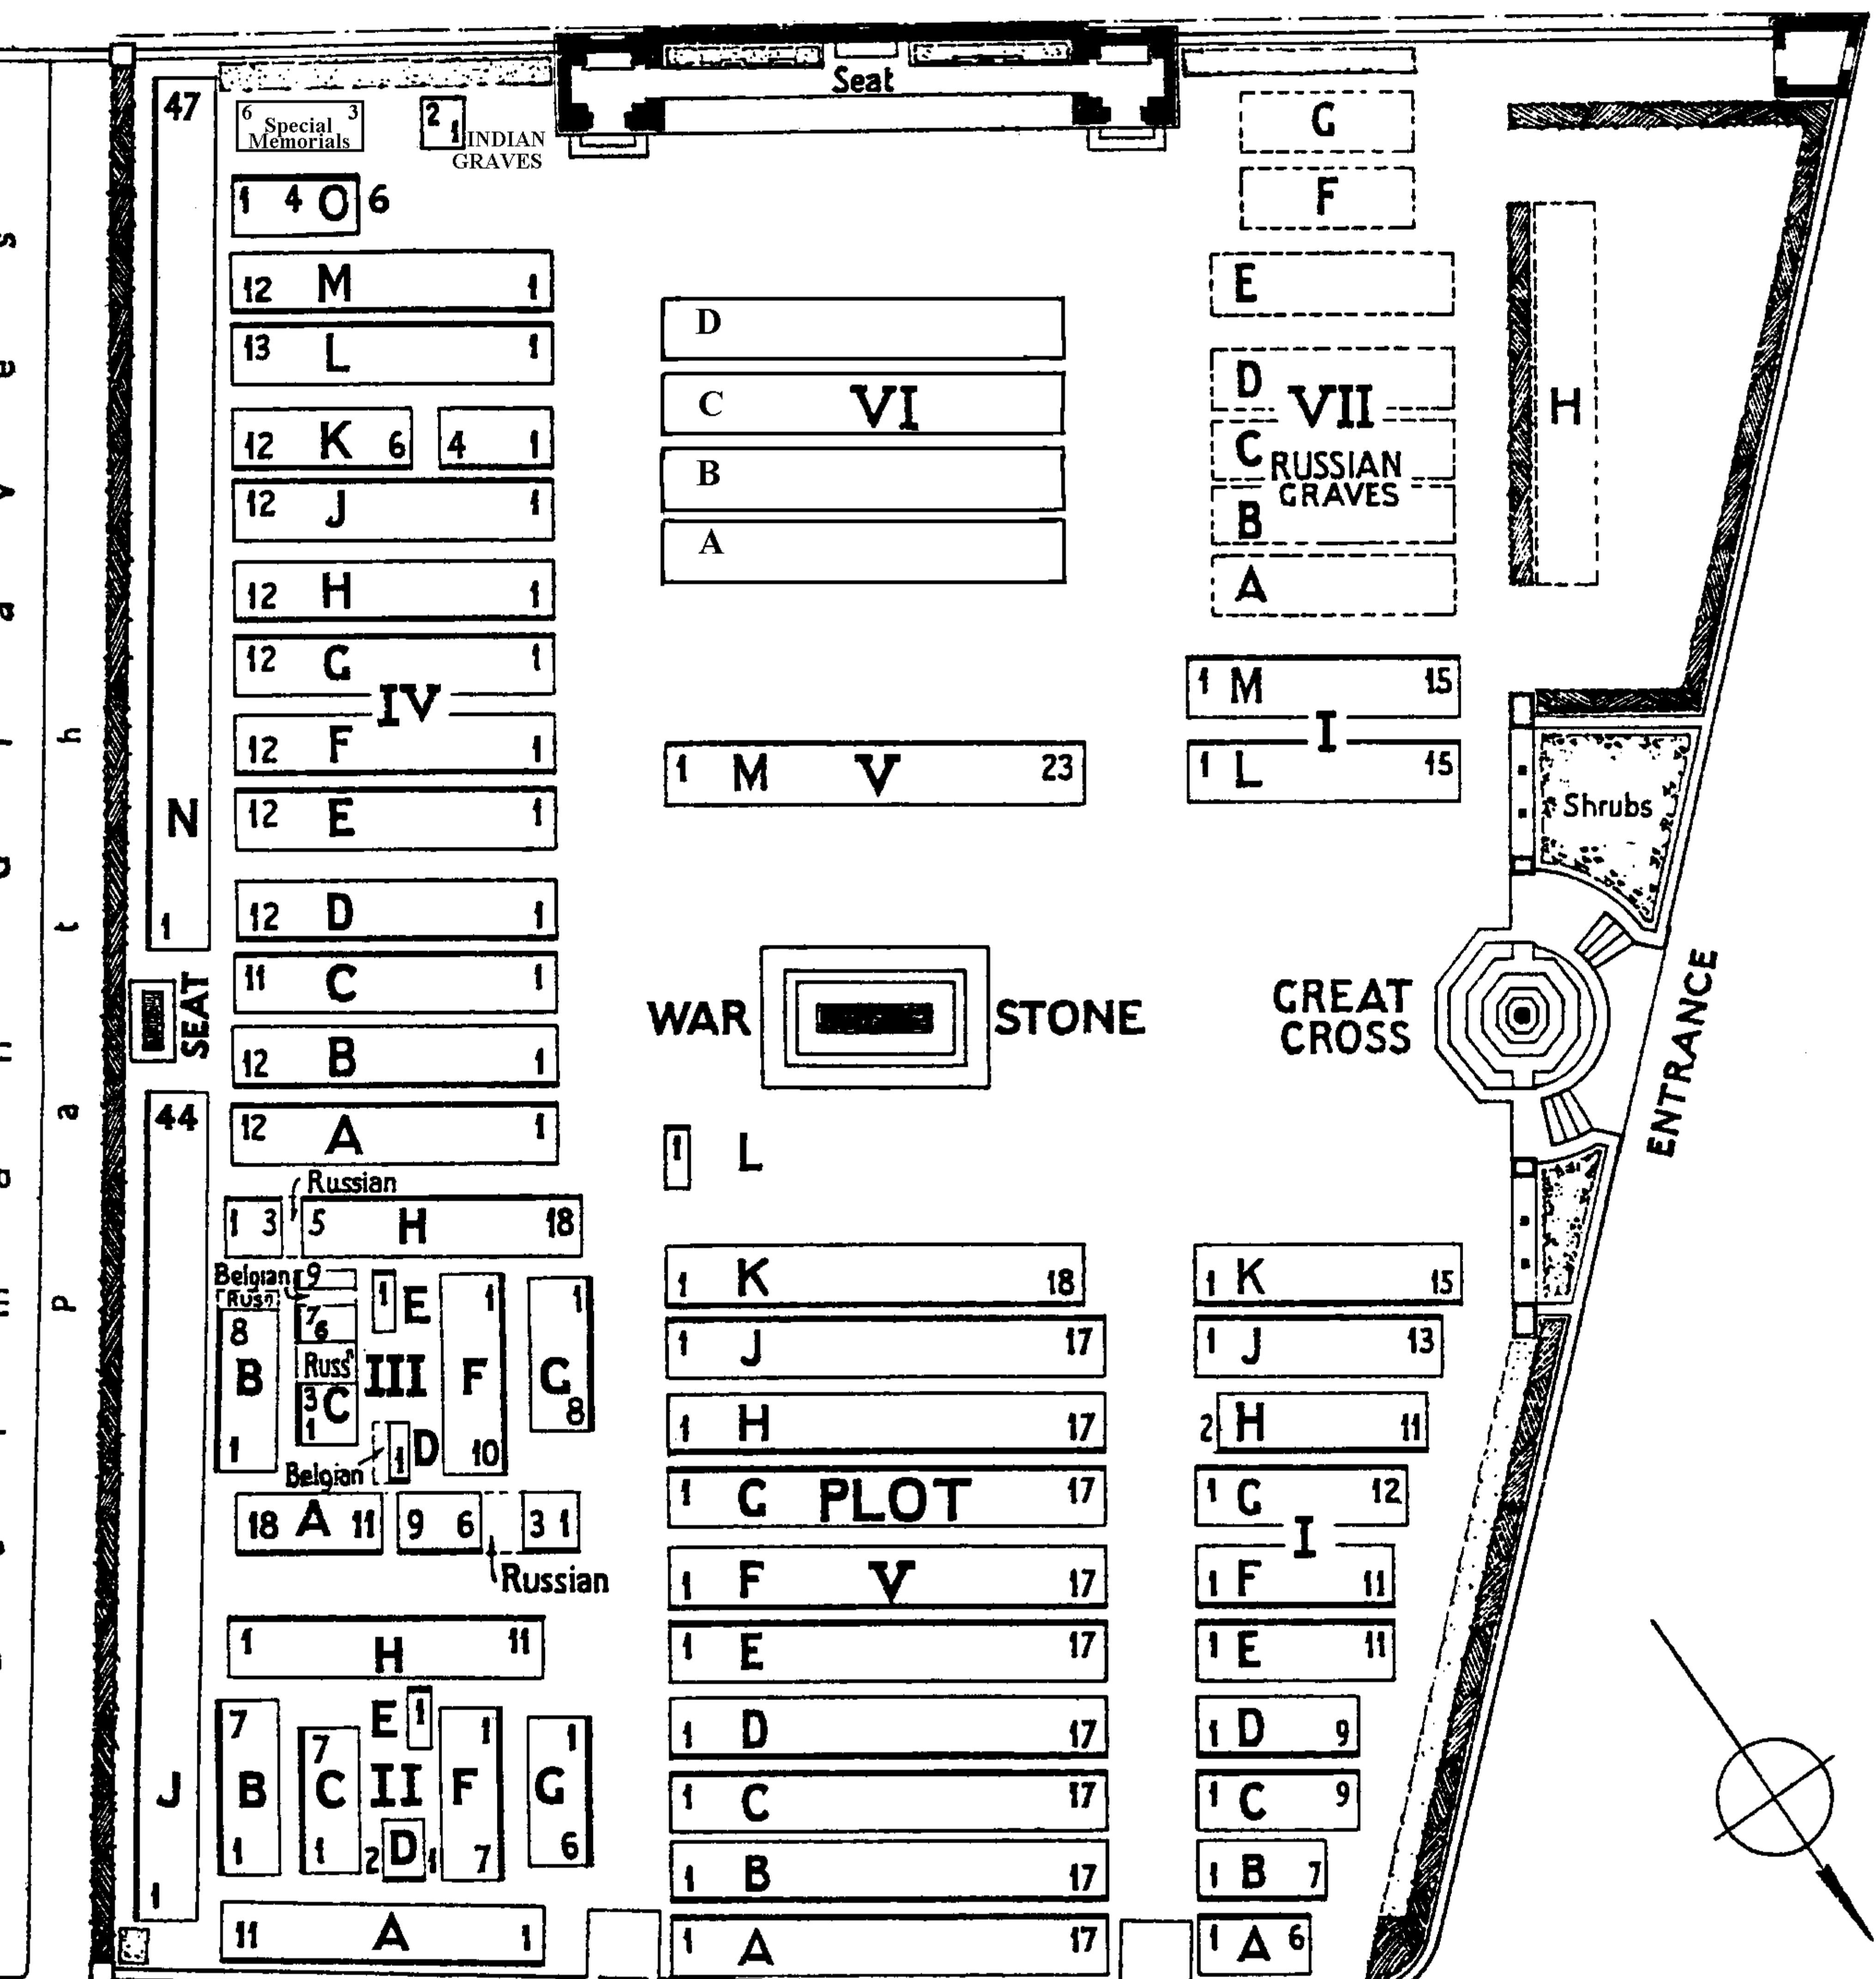 Seat
47
6 3
Special
Memorials
2
1
INDIAN
GRAVES
G
1 4 O 6
F
12 M 1
E
D
13 L 1
D
VII
C VI
H
12 K 6 4 1
C
RUSSIAN
GRAVES
B
12 J 1
B
A
A
12 H 1
12 G 1
IV
1 M 15
I
12 F 1
1 M V 23
1 L 15
N
12 E 1
Shrubs
1
12 D 1
11 C 1
SEAT
WAR STONE
GREAT
CROSS
ENTRANCE
12 B 1
44
12 A 1
1 L
Russian
1 3 5 H 18
Belgian 9
Rusn
1 E
1
1
1 K 18
1 K 15
8
7
6
B
Russn
III
F
G
8
1 J 17
1 J 13
3 C
1
1
1 D
10
Belgian
1 H 17
2 H 11
18 A 11 9 6 3 1
Russian
1 G PLOT 17
1 G 12
I
1 F V 17
1 F 11
1 H 11
1 E 17
1 E 11
E 1
7
7
1
1
B C II F G
1 D 17
1 D 9
J
1 C 17
1 C 9
1 1 2 D 1 7 6
1 B 17
1 B 7
1
11 A 1
1 A 17
1 A 6
P a t h